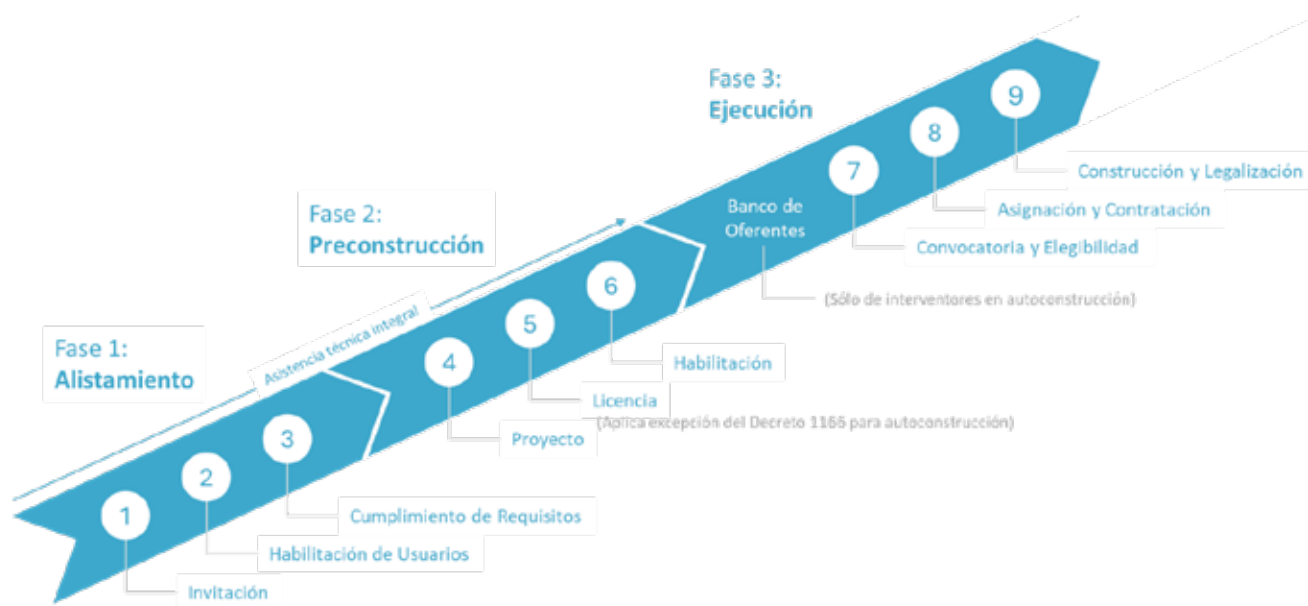 Fase 1:
Alistamiento
1
Invitación
2
Habilitación de Usuarios
3
Cumplimiento de Requisitos
Asistencia técnica integral
Fase 2:
Preconstrucción
4
Proyecto
5
Licencia
(Aplica excepción del Decreto 1166 para autoconstrucción)
6
Habilitación
Fase 3:
Ejecución
Banco de
Oferentes
(Sólo de interventores en autoconstrucción)
7
Convocatoria y Elegibilidad
8
Asignación y Contratación
9
Construcción y Legalización